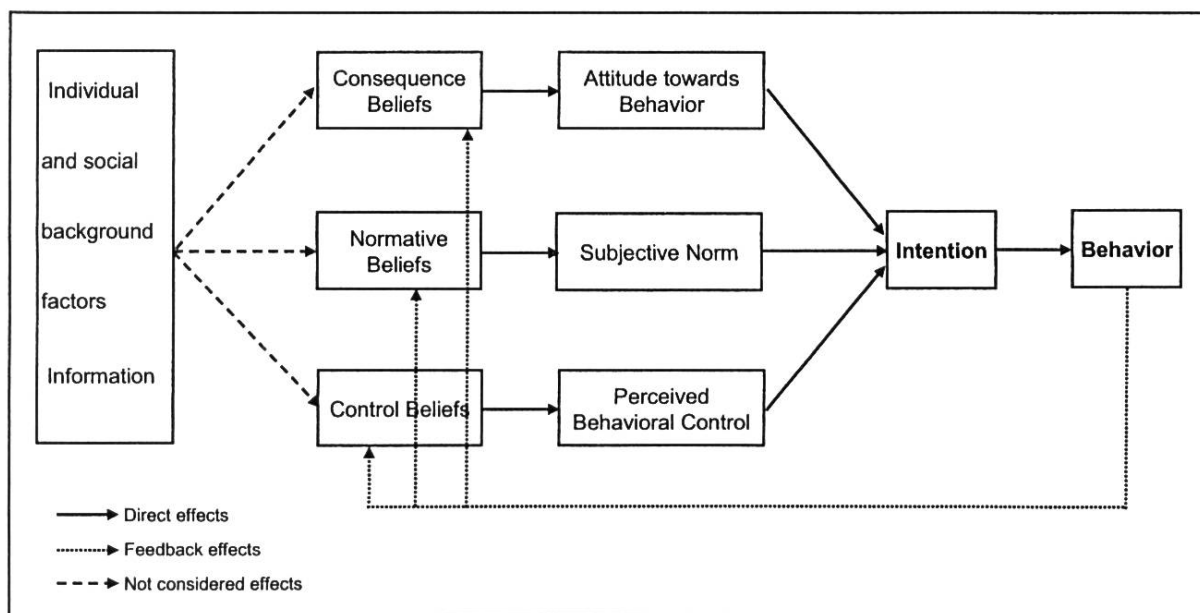 Individual
and social
background
factors
Information
Consequence
Beliefs
Attitude towards
Behavior
Normative
Beliefs
Subjective Norm
Intention
Behavior
Control Beliefs
Perceived
Behavioral Control
Direct effects
Feedback effects
Not considered effects